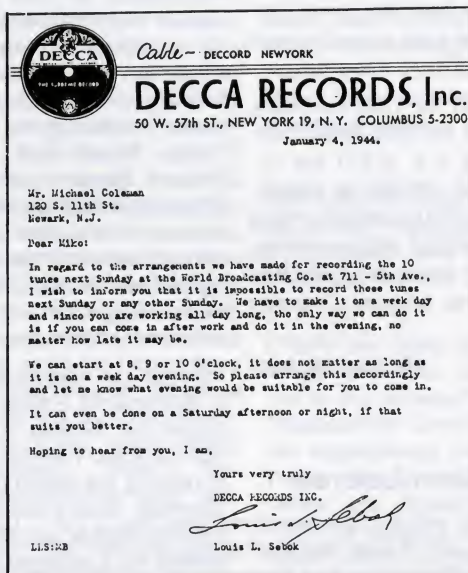 DECCA
THE SUPREME RECORD
Cable~ DECCORD NEWYORK
DECCA RECORDS, Inc.
50 W. 57th ST., NEW YORK 19, N. Y. COLUMBUS 5-2300
January 4, 1944.
Mr. Michael Coleman
120 S. 11th St.
Newark, N.J.
Dear Mike:
In regard to the arrangements we have made for recording the 10
tunes next Sunday at the World Broadcasting Co. at 711 - 5th Ave.,
I wish to inform you that it is impossible to record these tunes
next Sunday or any other Sunday. We have to make it on a week day
and since you are working all day long, the only way we can do it
is if you can come in after work and do it in the evening, no
matter how late it may be.
We can start at 8, 9 or 10 o'clock, it does not matter as long as
it is on a week day evening. So please arrange this accordingly
and let me know what evening would be suitable for you to come in.
It can even be done on a Saturday afternoon or night, if that
suits you better.
Hoping to hear from you, I am,
Yours very truly
DECCA RECORDS INC.
Louis L. Sebok
LLS:MB
Louis L. Sebok